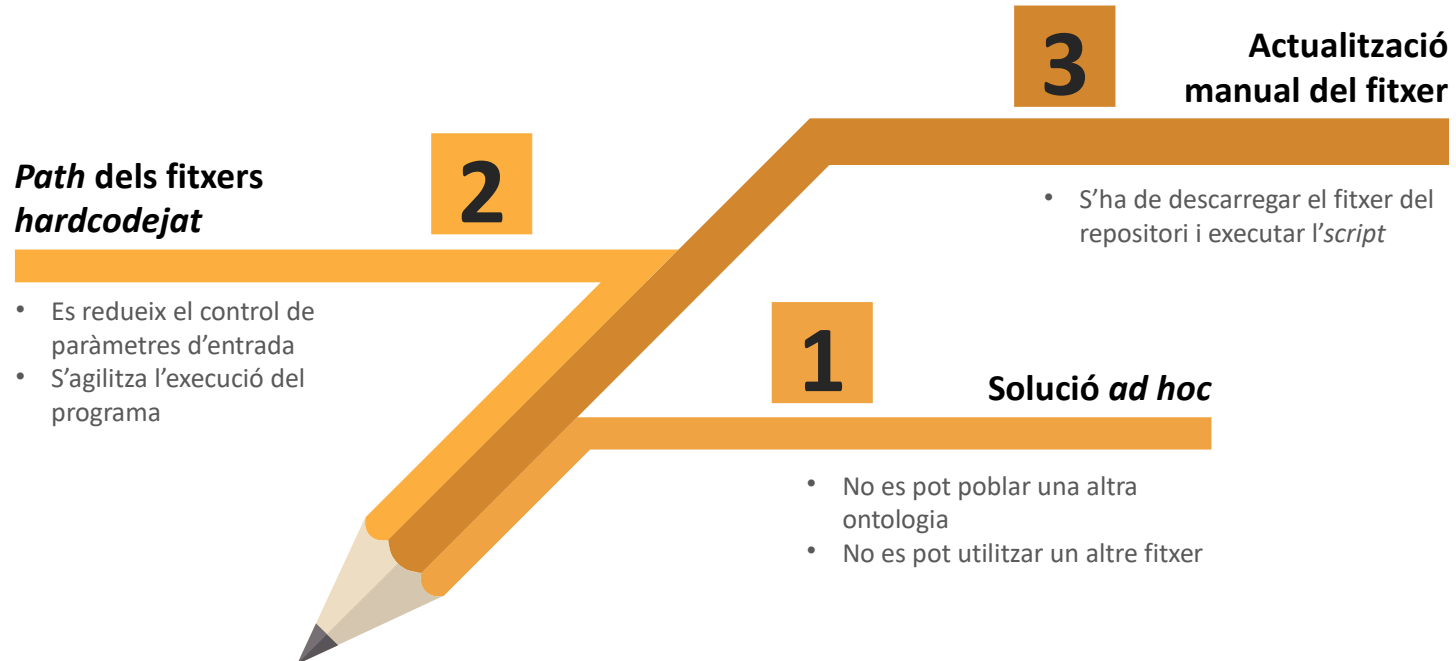 3
Actualització
manual del fitxer
• S'ha de descarregar el fitxer del
repositori i executar l'script
2
Path dels fitxers
hardcodejat
• Es redueix el control de
paràmetres d'entrada
• S'agilitza l'execució del
programa
1
Solució ad hoc
• No es pot poblar una altra
ontologia
• No es pot utilitzar un altre fitxer